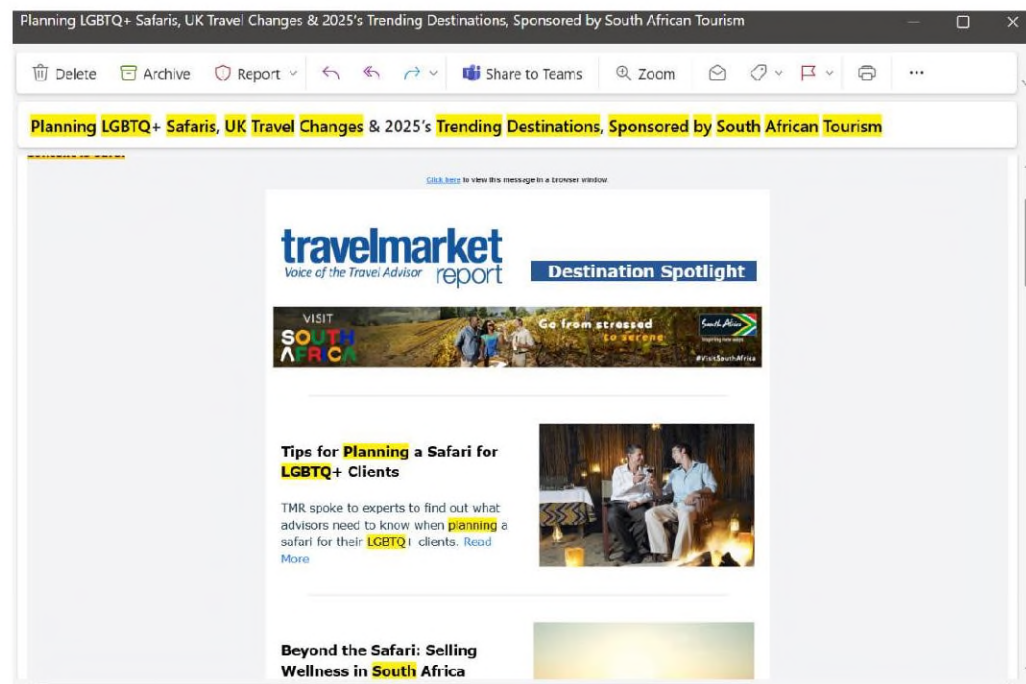 Planning LGBTQ+ Safaris, UK Travel Changes & 2025's Trending Destinations, Sponsored by South African Tourism
Delete Archive Report Share to Teams Zoom
Planning LGBTQ+ Safaris, UK Travel Changes & 2025's Trending Destinations, Sponsored by South African Tourism
Click here to view this message in a browser window.
travelmarket
report
Voice of the Travel Advisor
Destination Spotlight
VISIT
SOUTH
AFRICA
Go from stressed
to serene
South Africa
Inspiring new ways
#VisitSouthAfrica
Tips for Planning a Safari for
LGBTQ+ Clients
TMR spoke to experts to find out what
advisors need to know when planning a
safari for their LGBTQ+ clients. Read
More
Beyond the Safari: Selling
Wellness in South Africa